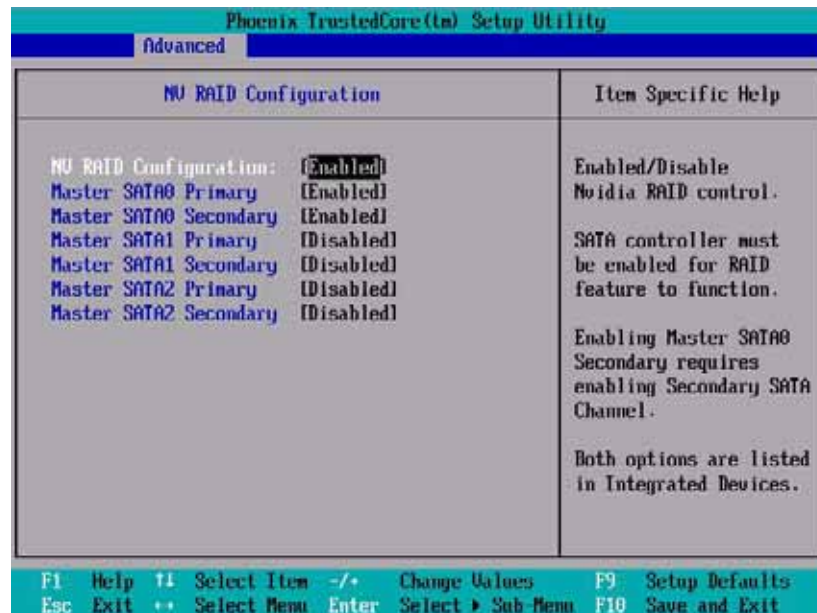 Phoenix TrustedCore(tm) Setup Utility
Advanced
NV RAID Configuration
Item Specific Help
NV RAID Configuration: [Enabled]
Master SATA0 Primary [Enabled]
Master SATA0 Secondary [Enabled]
Master SATA1 Primary [Disabled]
Master SATA1 Secondary [Disabled]
Master SATA2 Primary [Disabled]
Master SATA2 Secondary [Disabled]
Enabled/Disable
Nvidia RAID control.
SATA controller must
be enabled for RAID
feature to function.
Enabling Master SATA0
Secondary requires
enabling Secondary SATA
Channel.
Both options are listed
in Integrated Devices.
F1 Help ↑↓ Select Item -/+ Change Values F9 Setup Defaults
Esc Exit ↔ Select Menu Enter Select ▶ Sub-Menu F10 Save and Exit